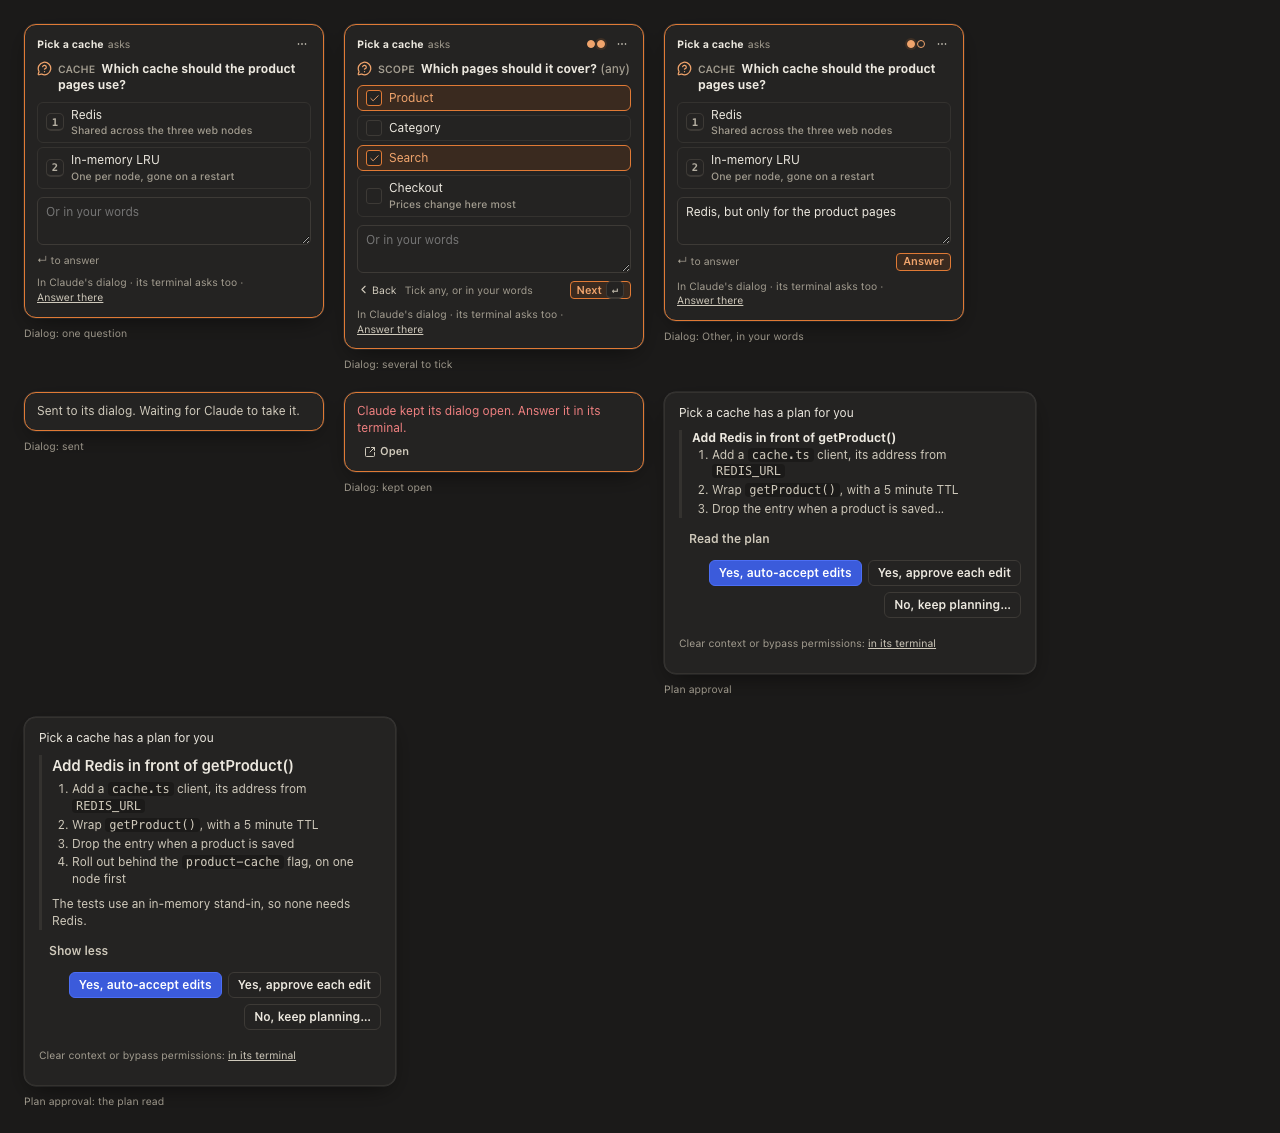 Pick a cache asks
CACHE Which cache should the product
pages use?
1 Redis
Shared across the three web nodes
2 In-memory LRU
One per node, gone on a restart
Or in your words
↵ to answer
In Claude's dialog · its terminal asks too ·
Answer there
Dialog: one question
Pick a cache asks
SCOPE Which pages should it cover? (any)
Product
Category
Search
Checkout
Prices change here most
Or in your words
Back Tick any, or in your words Next ↵
In Claude's dialog · its terminal asks too ·
Answer there
Dialog: several to tick
Pick a cache asks
CACHE Which cache should the product
pages use?
1 Redis
Shared across the three web nodes
2 In-memory LRU
One per node, gone on a restart
Redis, but only for the product pages
↵ to answer Answer
In Claude's dialog · its terminal asks too ·
Answer there
Dialog: Other, in your words
Sent to its dialog. Waiting for Claude to take it.
Dialog: sent
Claude kept its dialog open. Answer it in its
terminal.
Open
Dialog: kept open
Pick a cache has a plan for you
Add Redis in front of getProduct()
1. Add a cache.ts client, its address from
REDIS_URL
2. Wrap getProduct(), with a 5 minute TTL
3. Drop the entry when a product is saved...
Read the plan
Yes, auto-accept edits Yes, approve each edit
No, keep planning...
Clear context or bypass permissions: in its terminal
Plan approval
Pick a cache has a plan for you
Add Redis in front of getProduct()
1. Add a cache.ts client, its address from
REDIS_URL
2. Wrap getProduct(), with a 5 minute TTL
3. Drop the entry when a product is saved
4. Roll out behind the product-cache flag, on one
node first
The tests use an in-memory stand-in, so none needs
Redis.
Show less
Yes, auto-accept edits Yes, approve each edit
No, keep planning...
Clear context or bypass permissions: in its terminal
Plan approval: the plan read